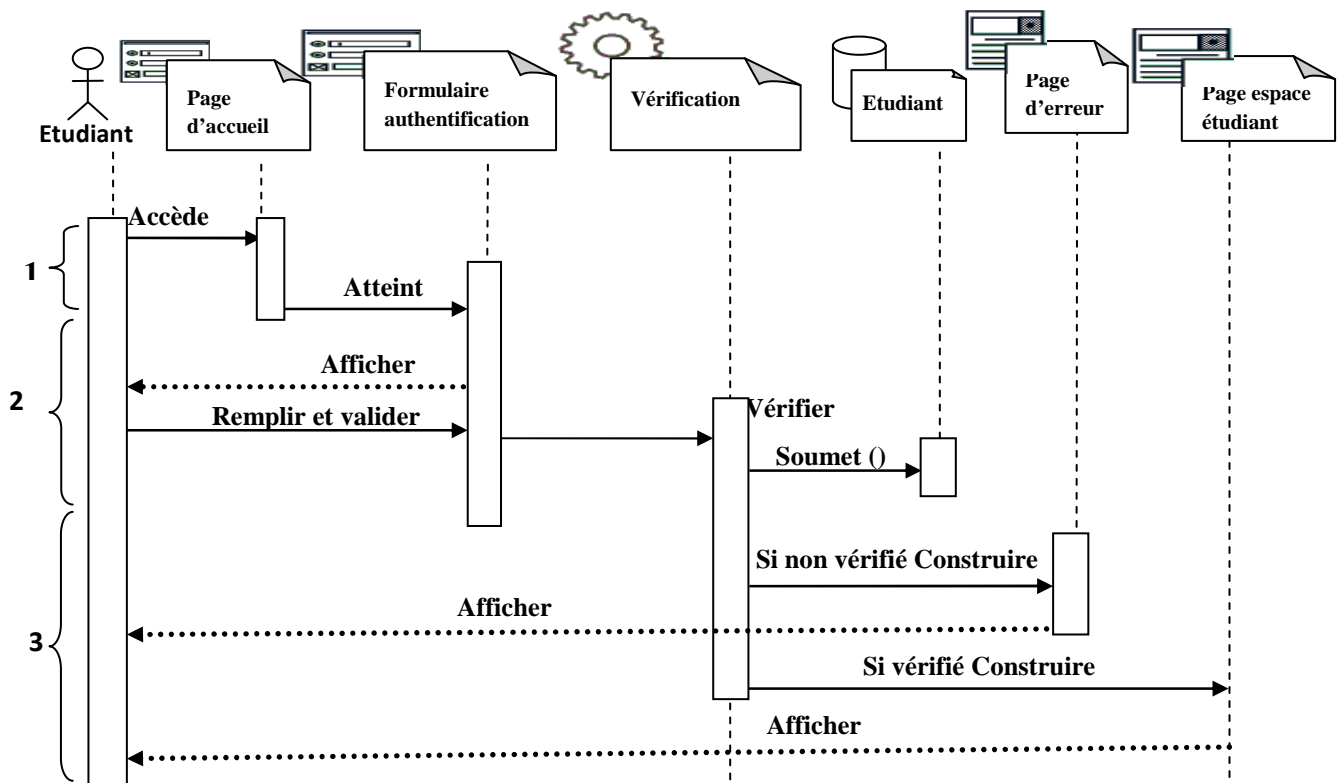 Etudiant
Page
d'accueil
Formulaire
authentification
Vérification
Etudiant
Page
d'erreur
Page espace
étudiant
Accède
1
Atteint
Afficher
2
Remplir et valider
Vérifier
Soumet ()
Si non vérifié Construire
Afficher
3
Si vérifié Construire
Afficher